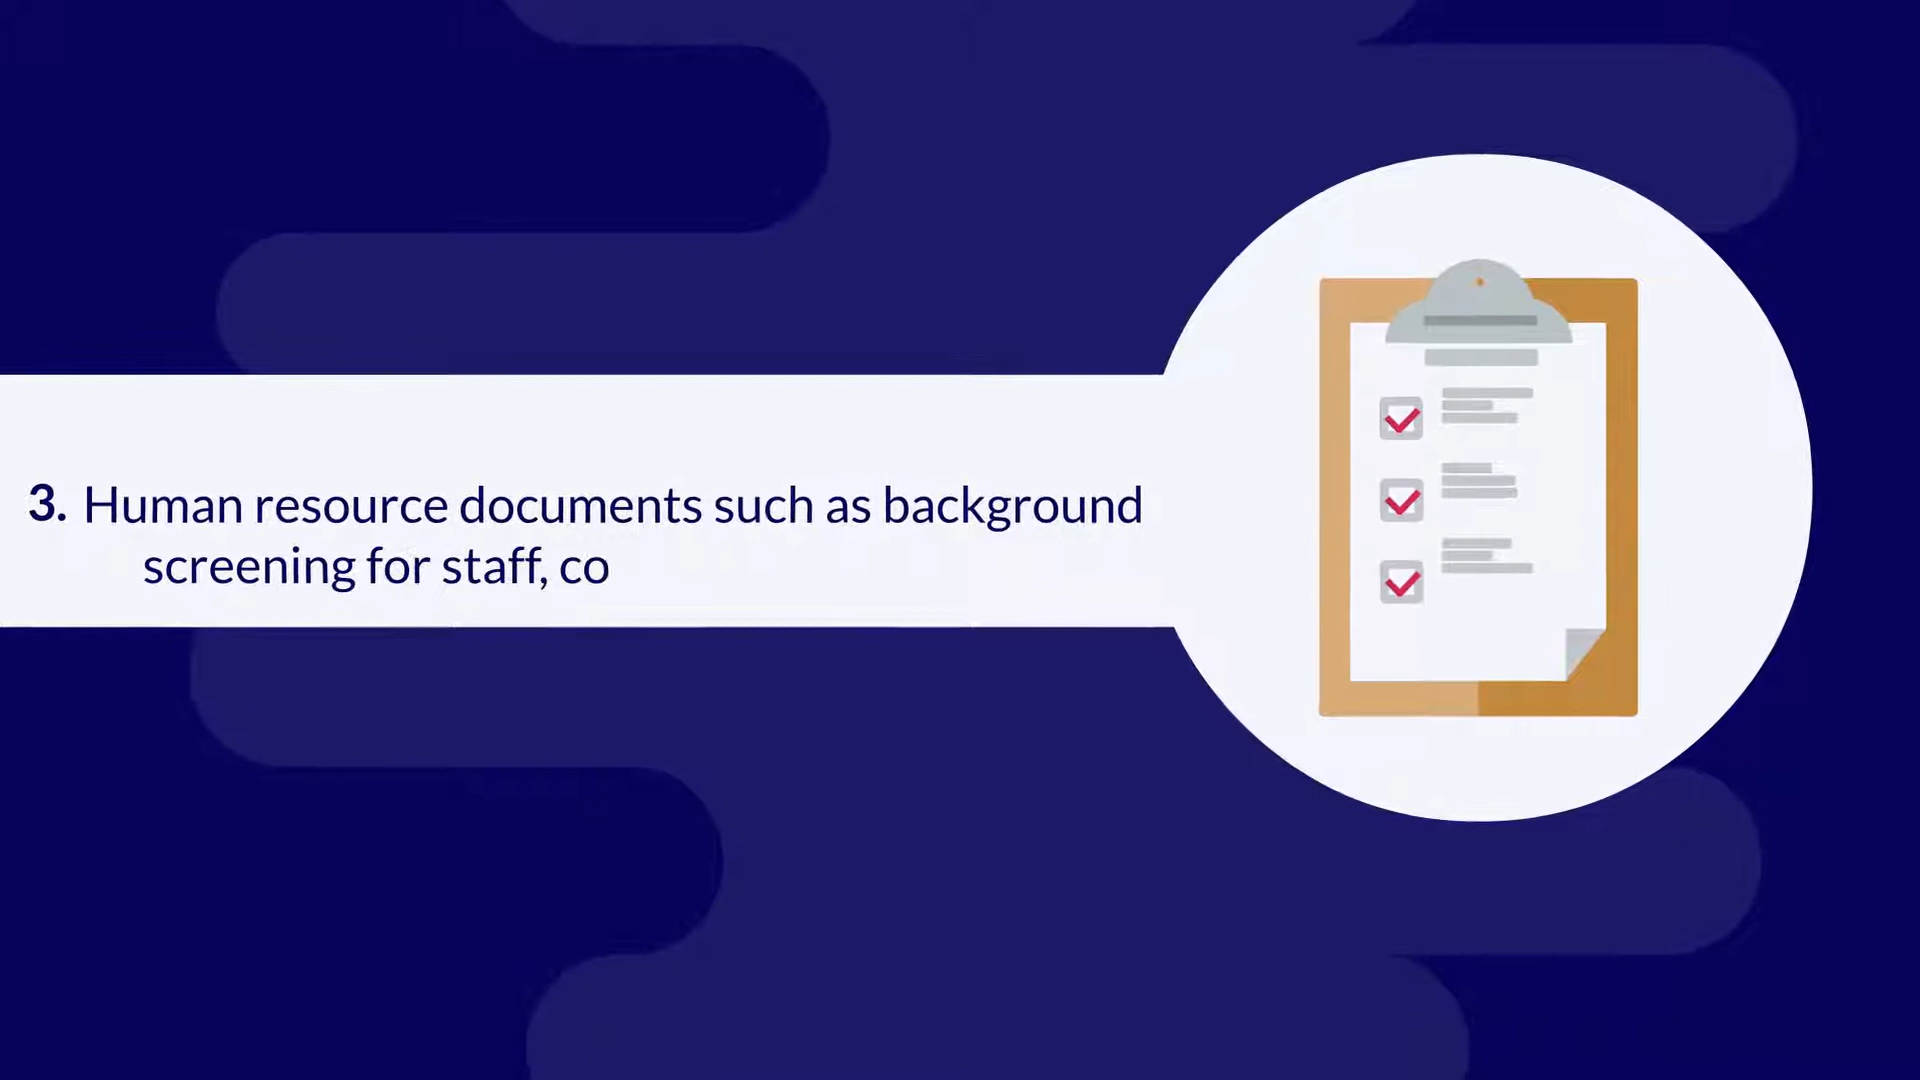 3. Human resource documents such as background
screening for staff, co